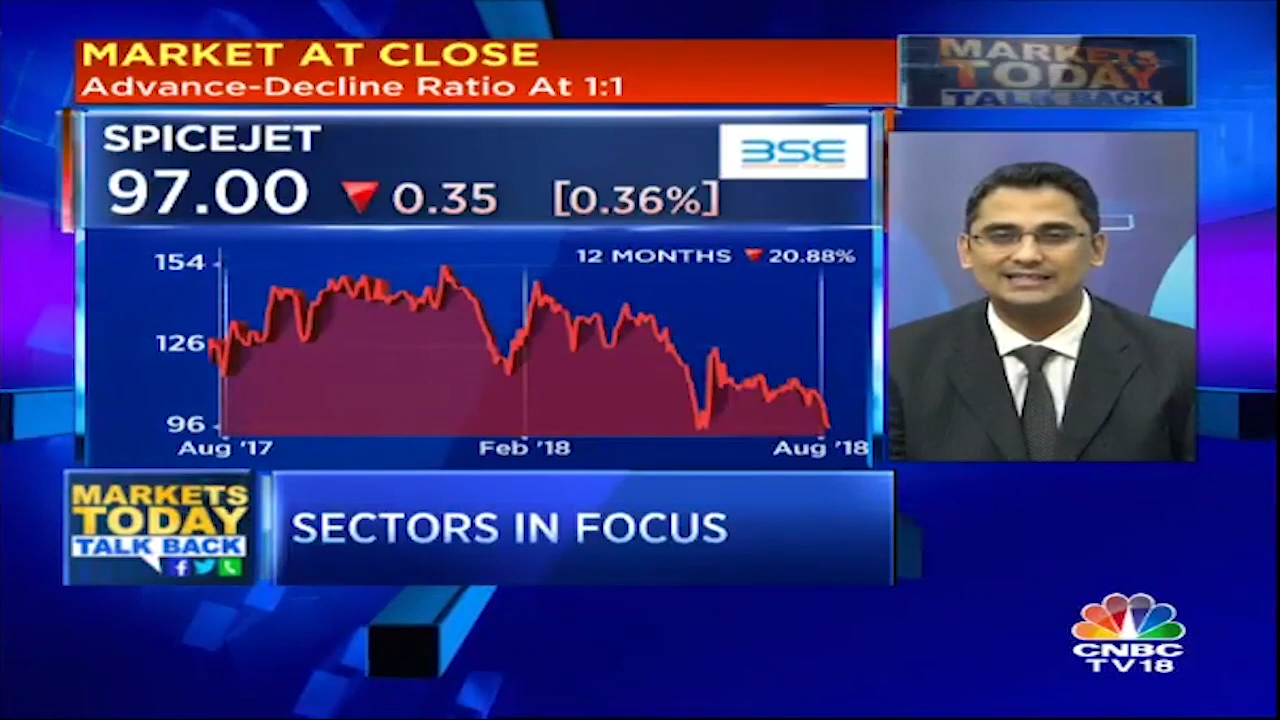 MARKET AT CLOSE
Advance-Decline Ratio At 1:1
MARKETS
TODAY
TALK BACK
SPICEJET
BSE
97.00 ▼ 0.35 [0.36%]
12 MONTHS ▼ 20.88%
154
126
96
Aug '17 Feb '18 Aug '18
MARKETS
TODAY
TALK BACK
SECTORS IN FOCUS
CNBC
TV18